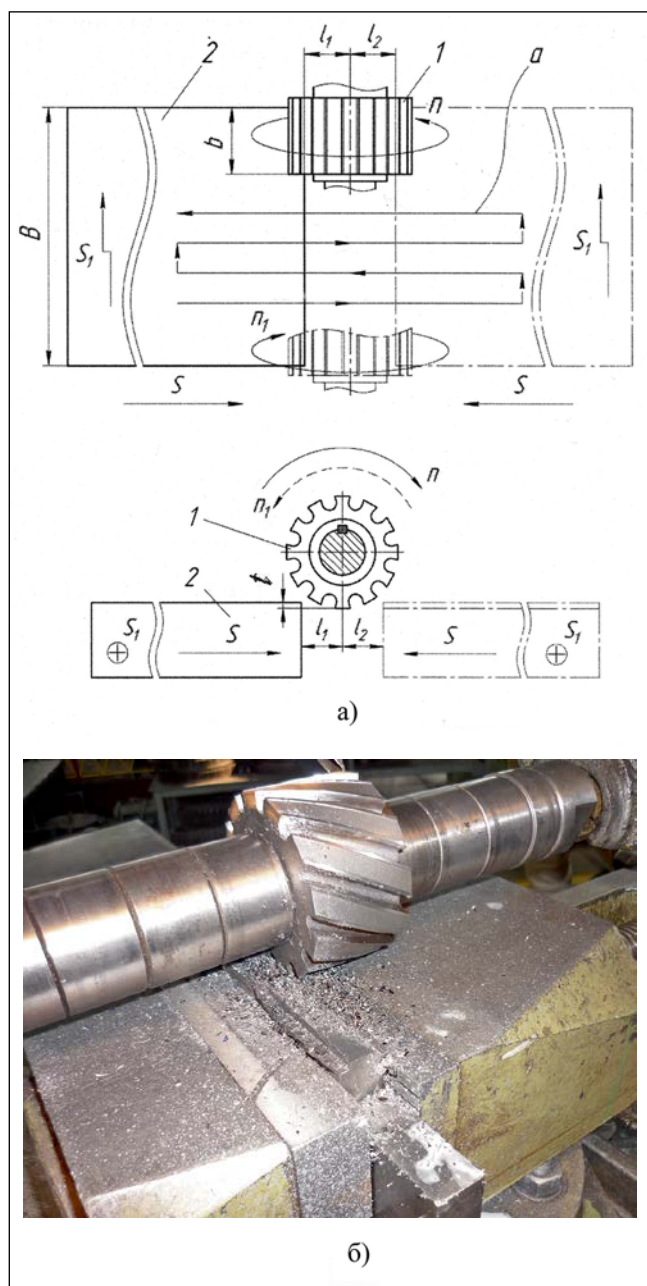 l₁ l₂ 1
2 a
n
b
B
S₁ S₁
n₁
S S
n
n₁
1
t
2
S₁ S l₁ l₂ S S₁
а)
б)